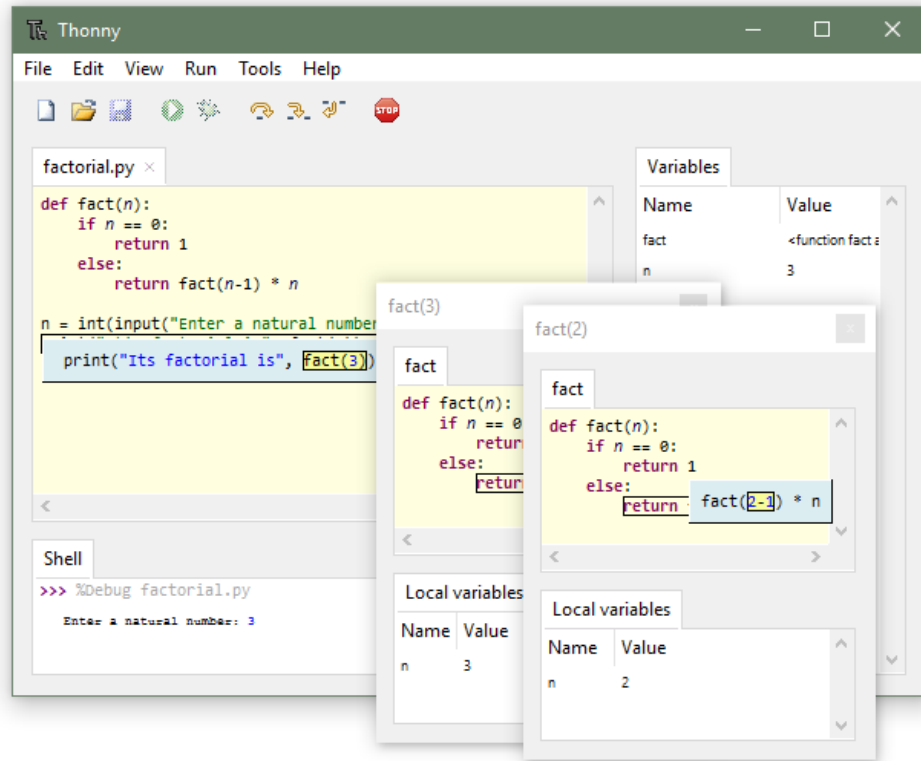 Thonny
File Edit View Run Tools Help
STOP
factorial.py ×
def fact(n):
    if n == 0:
        return 1
    else:
        return fact(n-1) * n
n = int(input("Enter a natural number
print("Its factorial is", fact(3))
Shell
>>> %Debug factorial.py
Enter a natural number: 3
Variables
Name Value
fact <function fact a
n 3
fact(3)
fact
def fact(n):
    if n == 0
        retur
    else:
        retur
Local variables
Name Value
n 3
fact(2) x
fact
def fact(n):
    if n == 0:
        return 1
    else:
        return
fact(2-1) * n
Local variables
Name Value
n 2